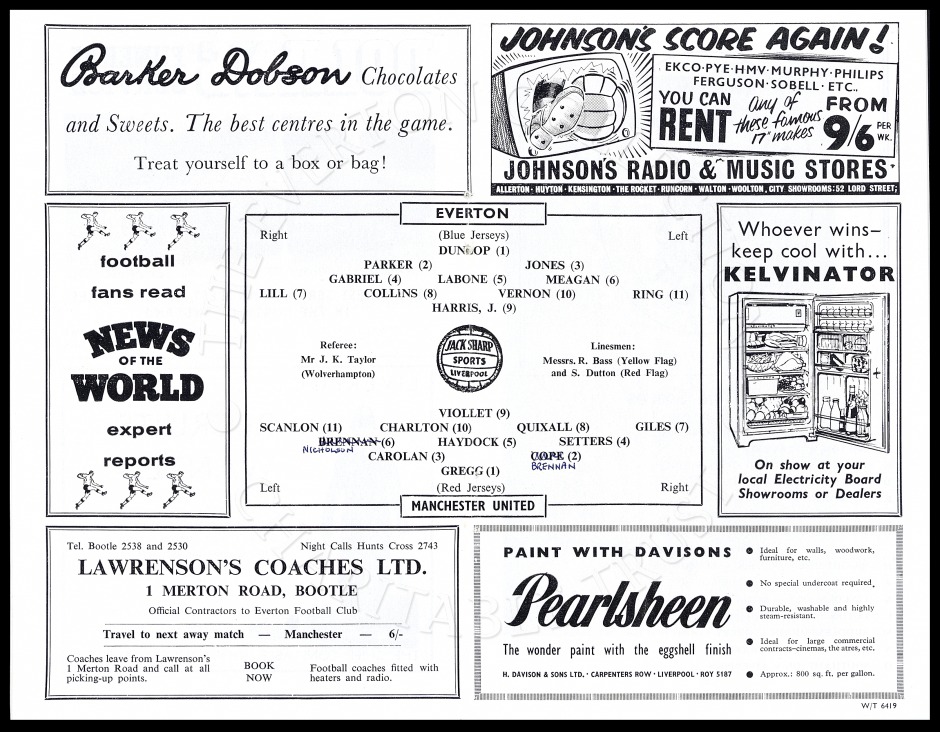 Barker Dobson Chocolates
and Sweets. The best centres in the game.
Treat yourself to a box or bag!
JOHNSON'S SCORE AGAIN!
EKCO·PYE·HMV·MURPHY·PHILIPS
FERGUSON·SOBELL·ETC..
YOU CAN
RENT
any of
these famous
17" makes
FROM
9/6 PER WK.
JOHNSON'S RADIO & MUSIC STORES·
ALLERTON· HUYTON · KENSINGTON ·THE ROCKET· RUNCORN · WALTON · WOOLTON, CITY SHOWROOMS: 52 LORD STREET;
football
fans read
NEWS
OF THE
WORLD
expert
reports
EVERTON
Right (Blue Jerseys) Left
DUNLOP (1)
PARKER (2) JONES (3)
GABRIEL (4) LABONE (5) MEAGAN (6)
LILL (7) COLLINS (8) VERNON (10) RING (11)
HARRIS, J. (9)
Referee:
Mr J. K. Taylor
(Wolverhampton)
JACK SHARP
SPORTS
LIVERPOOL
Linesmen:
Messrs. R. Bass (Yellow Flag)
and S. Dutton (Red Flag)
VIOLLET (9)
SCANLON (11) CHARLTON (10) QUIXALL (8) GILES (7)
BRENNAN (6) HAYDOCK (5) SETTERS (4)
NICHOLSON
CAROLAN (3) COPE (2)
BRENNAN
GREGG (1)
Left (Red Jerseys) Right
MANCHESTER UNITED
Whoever wins—
keep cool with...
KELVINATOR
On show at your
local Electricity Board
Showrooms or Dealers
Tel. Bootle 2538 and 2530 Night Calls Hunts Cross 2743
LAWRENSON'S COACHES LTD.
1 MERTON ROAD, BOOTLE
Official Contractors to Everton Football Club
Travel to next away match — Manchester — 6/-
Coaches leave from Lawrenson's
1 Merton Road and call at all
picking-up points.
BOOK
NOW
Football coaches fitted with
heaters and radio.
PAINT WITH DAVISONS
Pearlsheen
The wonder paint with the eggshell finish
H. DAVISON & SONS LTD. · CARPENTERS ROW · LIVERPOOL · ROY 5187
● Ideal for walls, woodwork,
furniture, etc.
● No special undercoat required.
● Durable, washable and highly
steam-resistant.
● Ideal for large commercial
contracts—cinemas, the atres, etc.
● Approx.: 800 sq. ft. per gallon.
W/T 6419